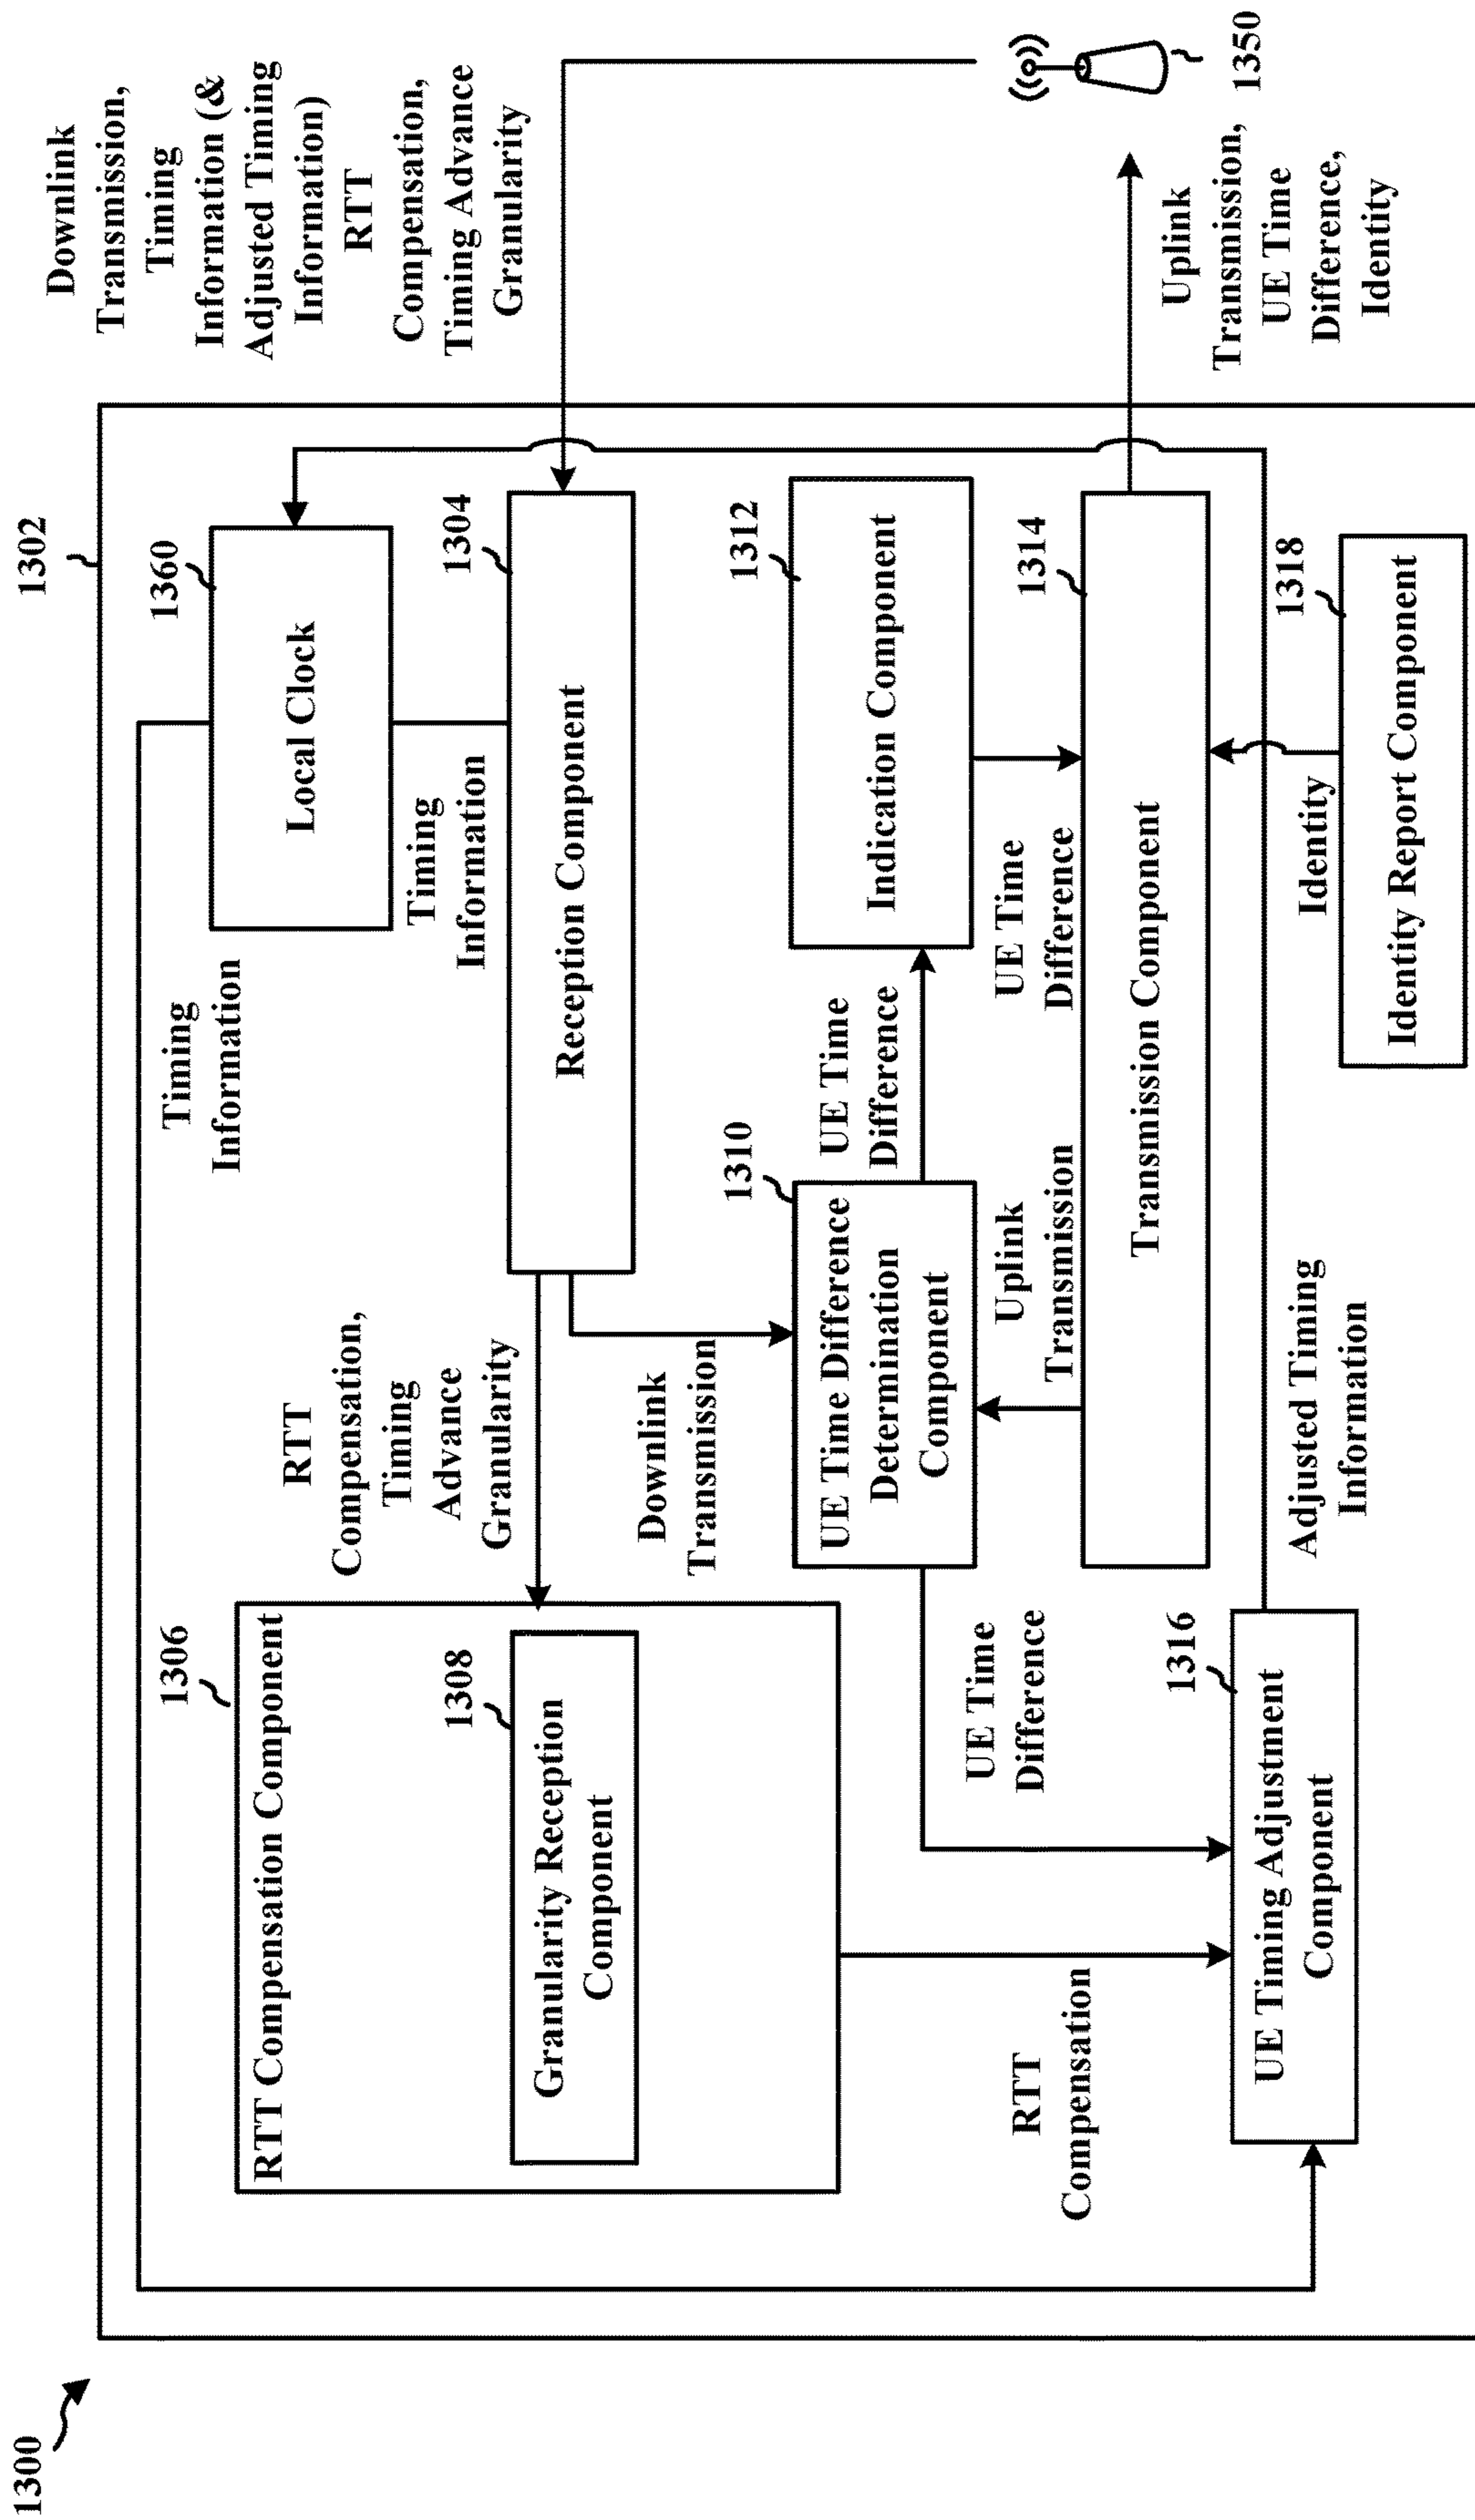 1300
1302
Downlink
Transmission,
Timing
Information (&
Adjusted Timing
Information)
RTT
Compensation,
Timing Advance
Granularity
1350
Uplink
Transmission,
UE Time
Difference,
Identity
1360
Local Clock
Timing
Information
Timing
Information
1304
Reception Component
RTT
Compensation,
Timing
Advance
Granularity
Downlink
Transmission
1306
RTT Compensation Component
1308
Granularity Reception
Component
1310
UE Time Difference
Determination
Component
UE Time
Difference
1312
Indication Component
UE Time
Difference
Uplink
Transmission
1314
Transmission Component
UE Time
Difference
RTT
Compensation
1316
UE Timing Adjustment
Component
Adjusted Timing
Information
Identity
1318
Identity Report Component